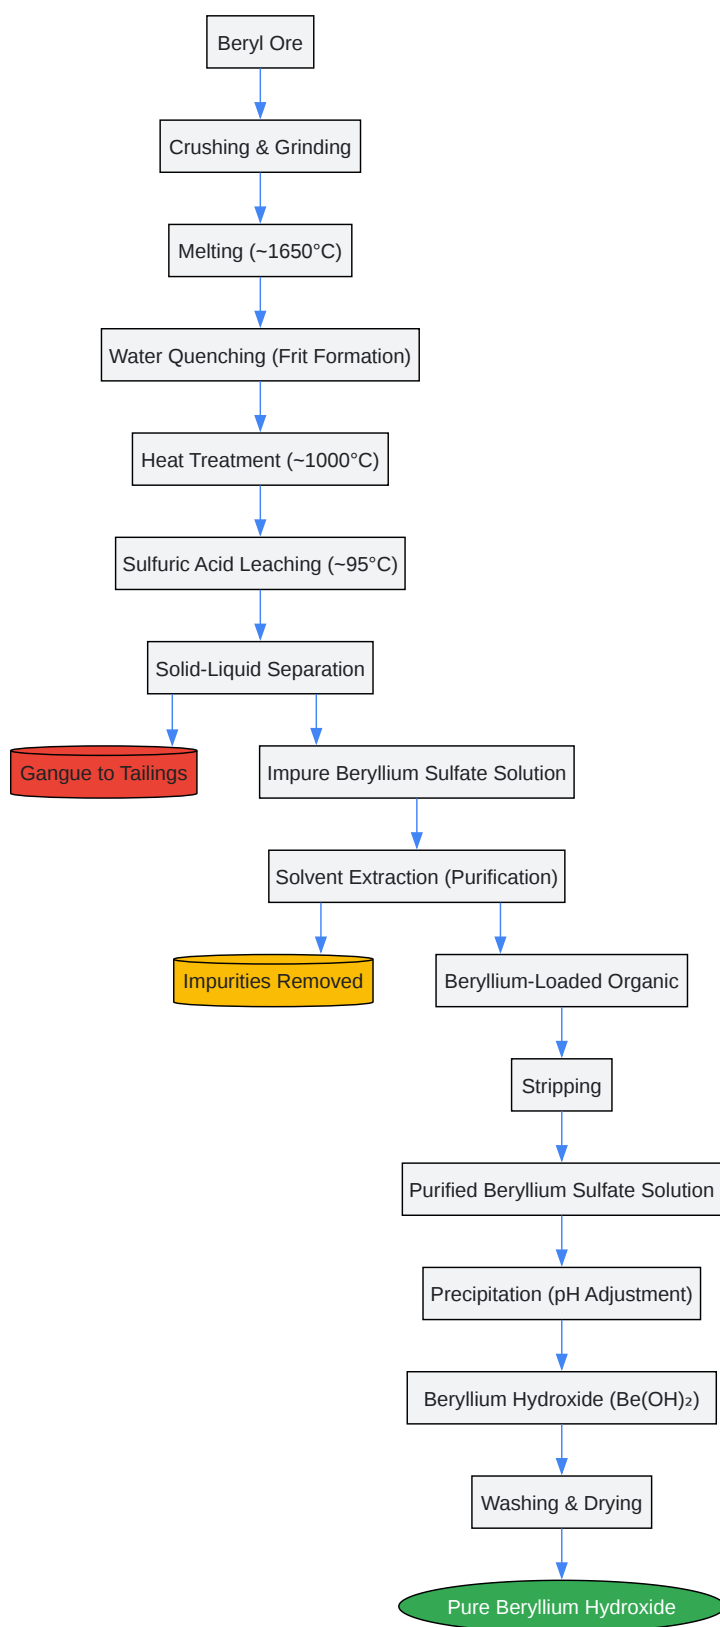 Beryl Ore
Crushing & Grinding
Melting (~1650°C)
Water Quenching (Frit Formation)
Heat Treatment (~1000°C)
Sulfuric Acid Leaching (~95°C)
Solid-Liquid Separation
Gangue to Tailings
Impure Beryllium Sulfate Solution
Solvent Extraction (Purification)
Impurities Removed
Beryllium-Loaded Organic
Stripping
Purified Beryllium Sulfate Solution
Precipitation (pH Adjustment)
Beryllium Hydroxide (Be(OH)₂)
Washing & Drying
Pure Beryllium Hydroxide